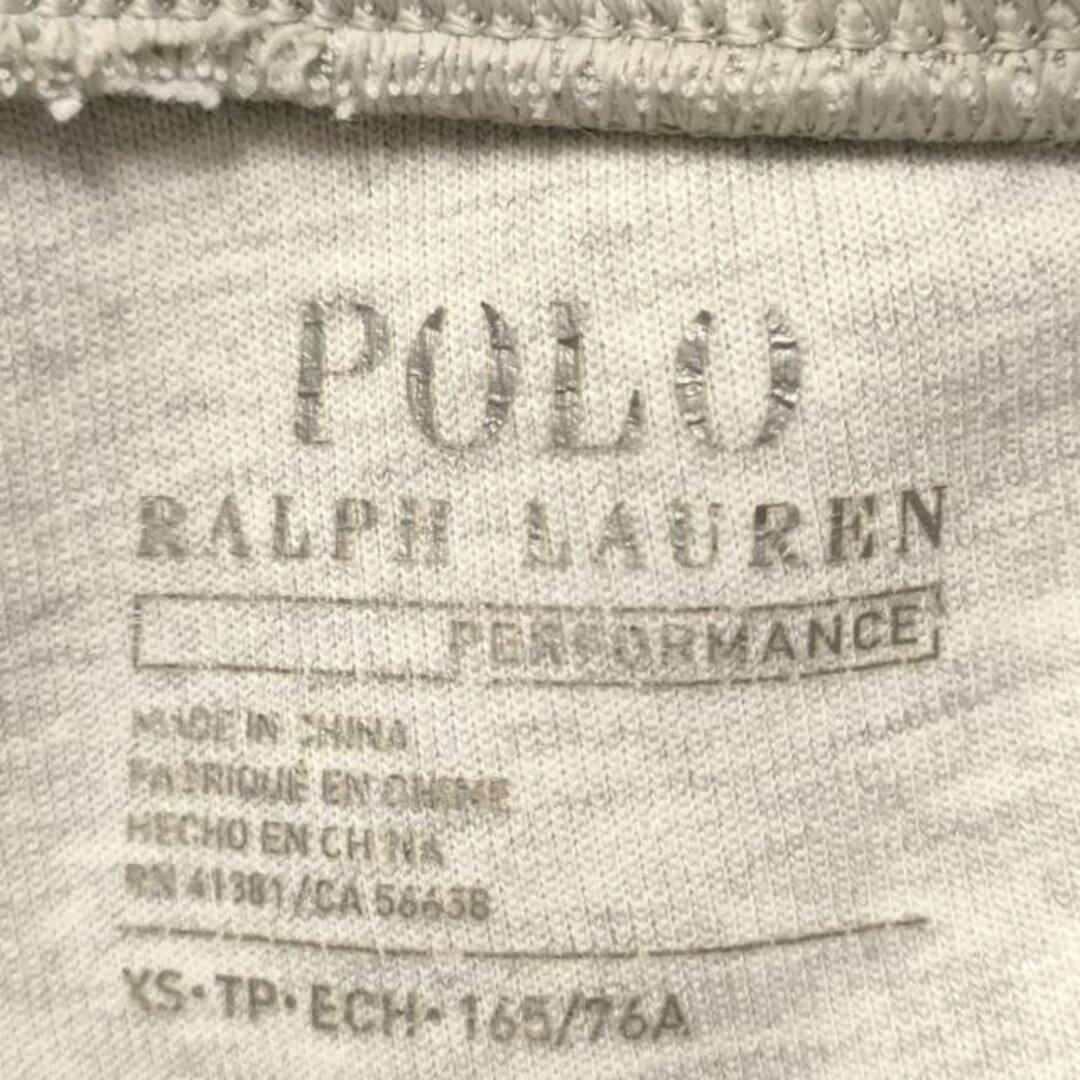 POLO
RALPH LAUREN
PERFORMANCE
MADE IN CHINA
FABRIQUÉ EN CHINE
HECHO EN CHINA
RN 41381/CA 56658
XS·TP·ECH·165/76A